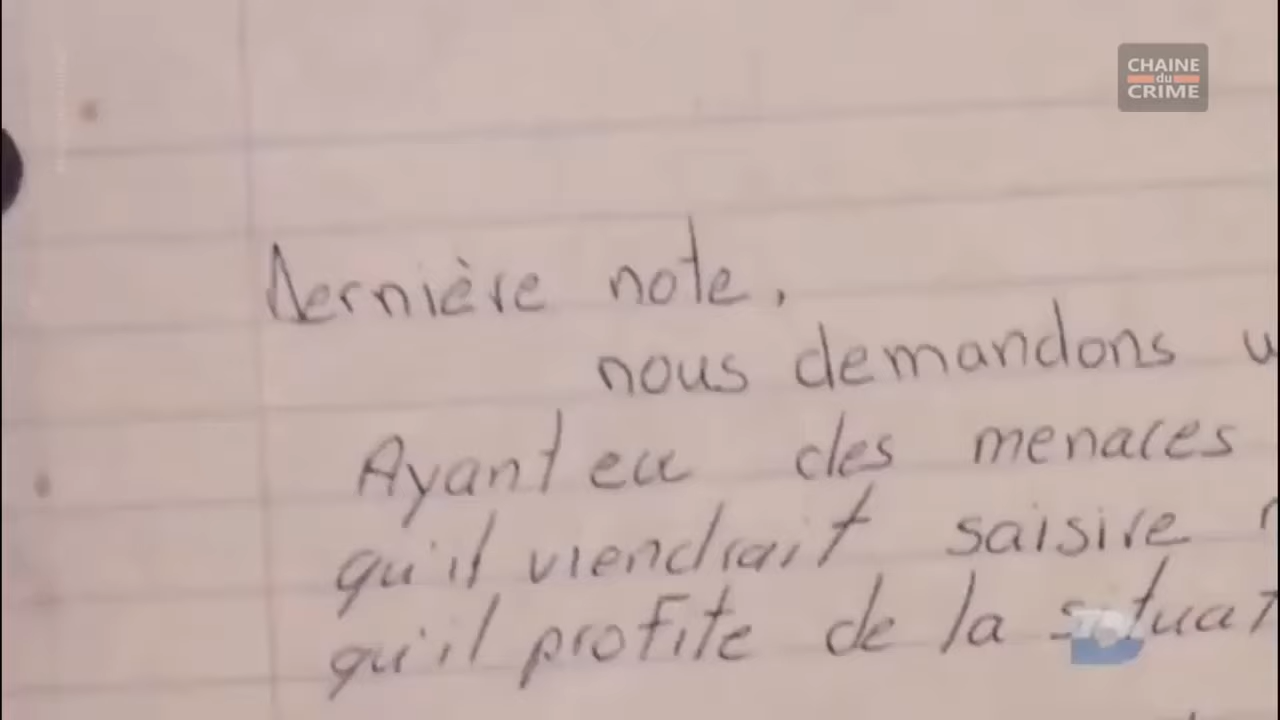 CHAINE
du
CRIME
Dernière note,
nous demandons
Ayant eu des menaces
qu'il viendrait saisire
qu'il profite de la situat